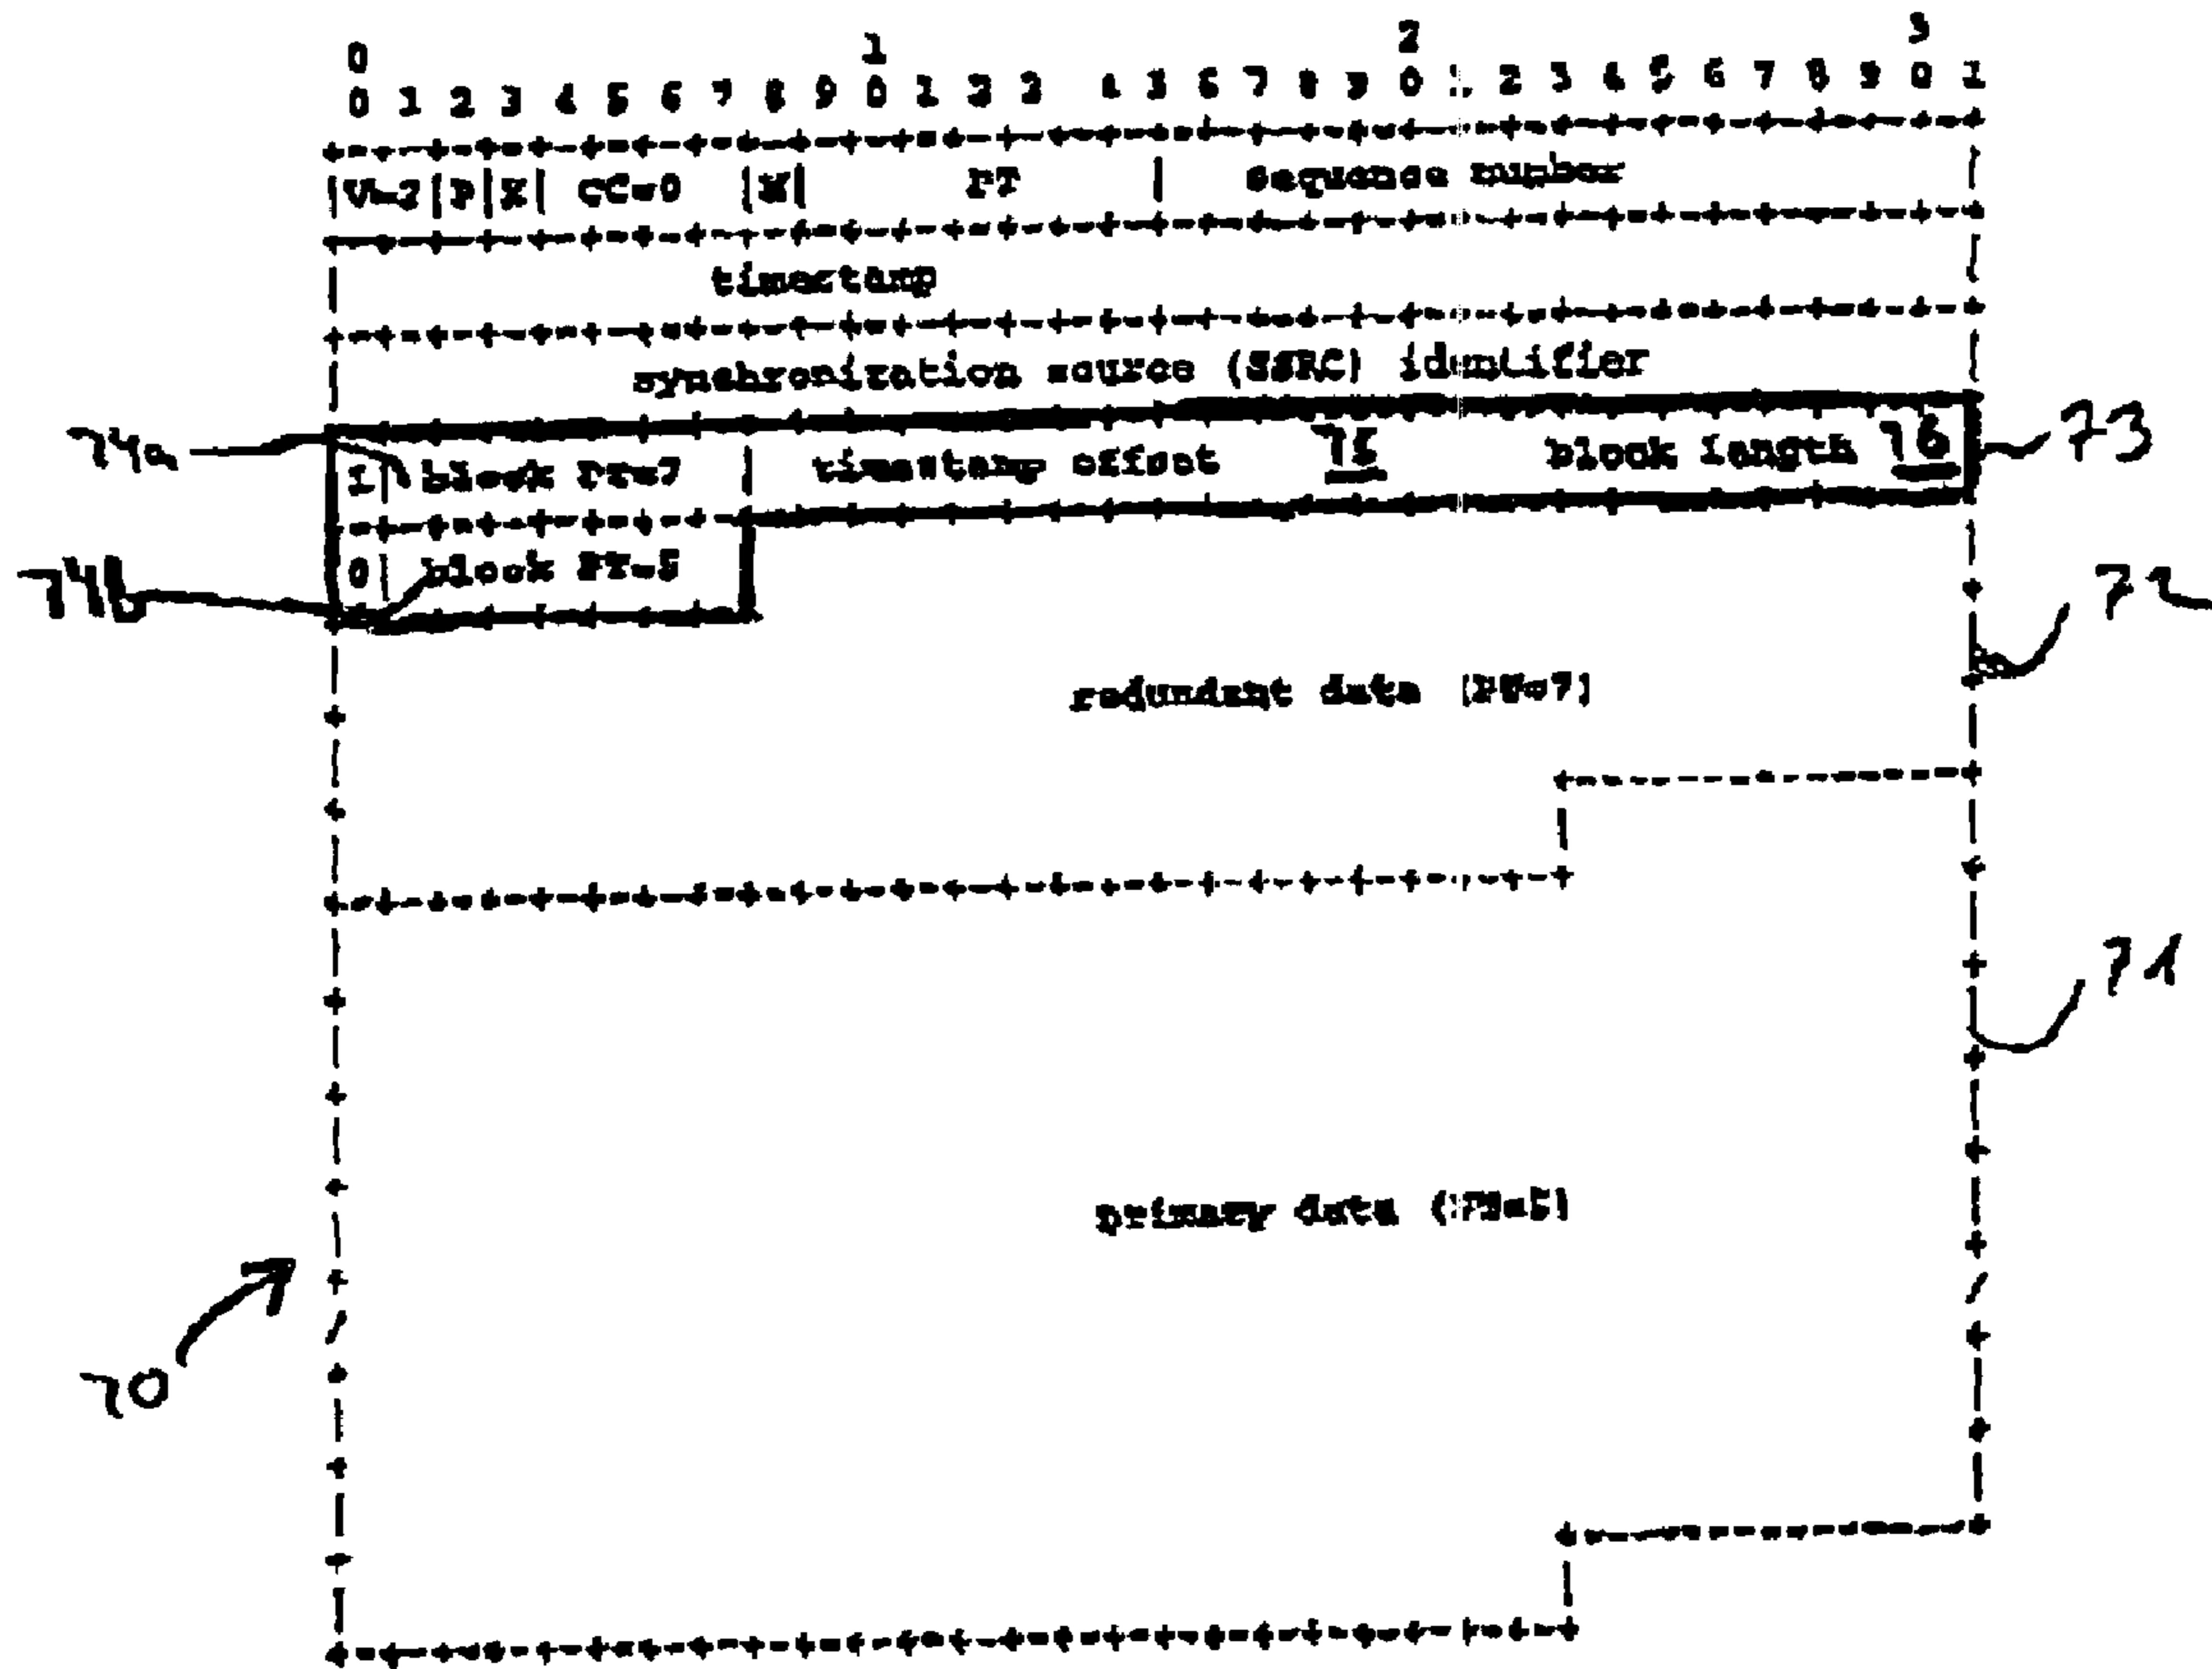 0 1 2 3
0 1 2 3 4 5 6 7 8 9 0 1 2 3 4 5 6 7 8 9 0 1 2 3 4 5 6 7 8 9 0 1
|V=2|P|X| CC=0 |M| PT | sequence number
timestamp
synchronization source (SSRC) identifier
74a 1| block PT=7 | timestamp offset 75 block length 76 73
74b 0| block PT=5
72
redundant data (PT=7)
71
primary data (PT=5)
70